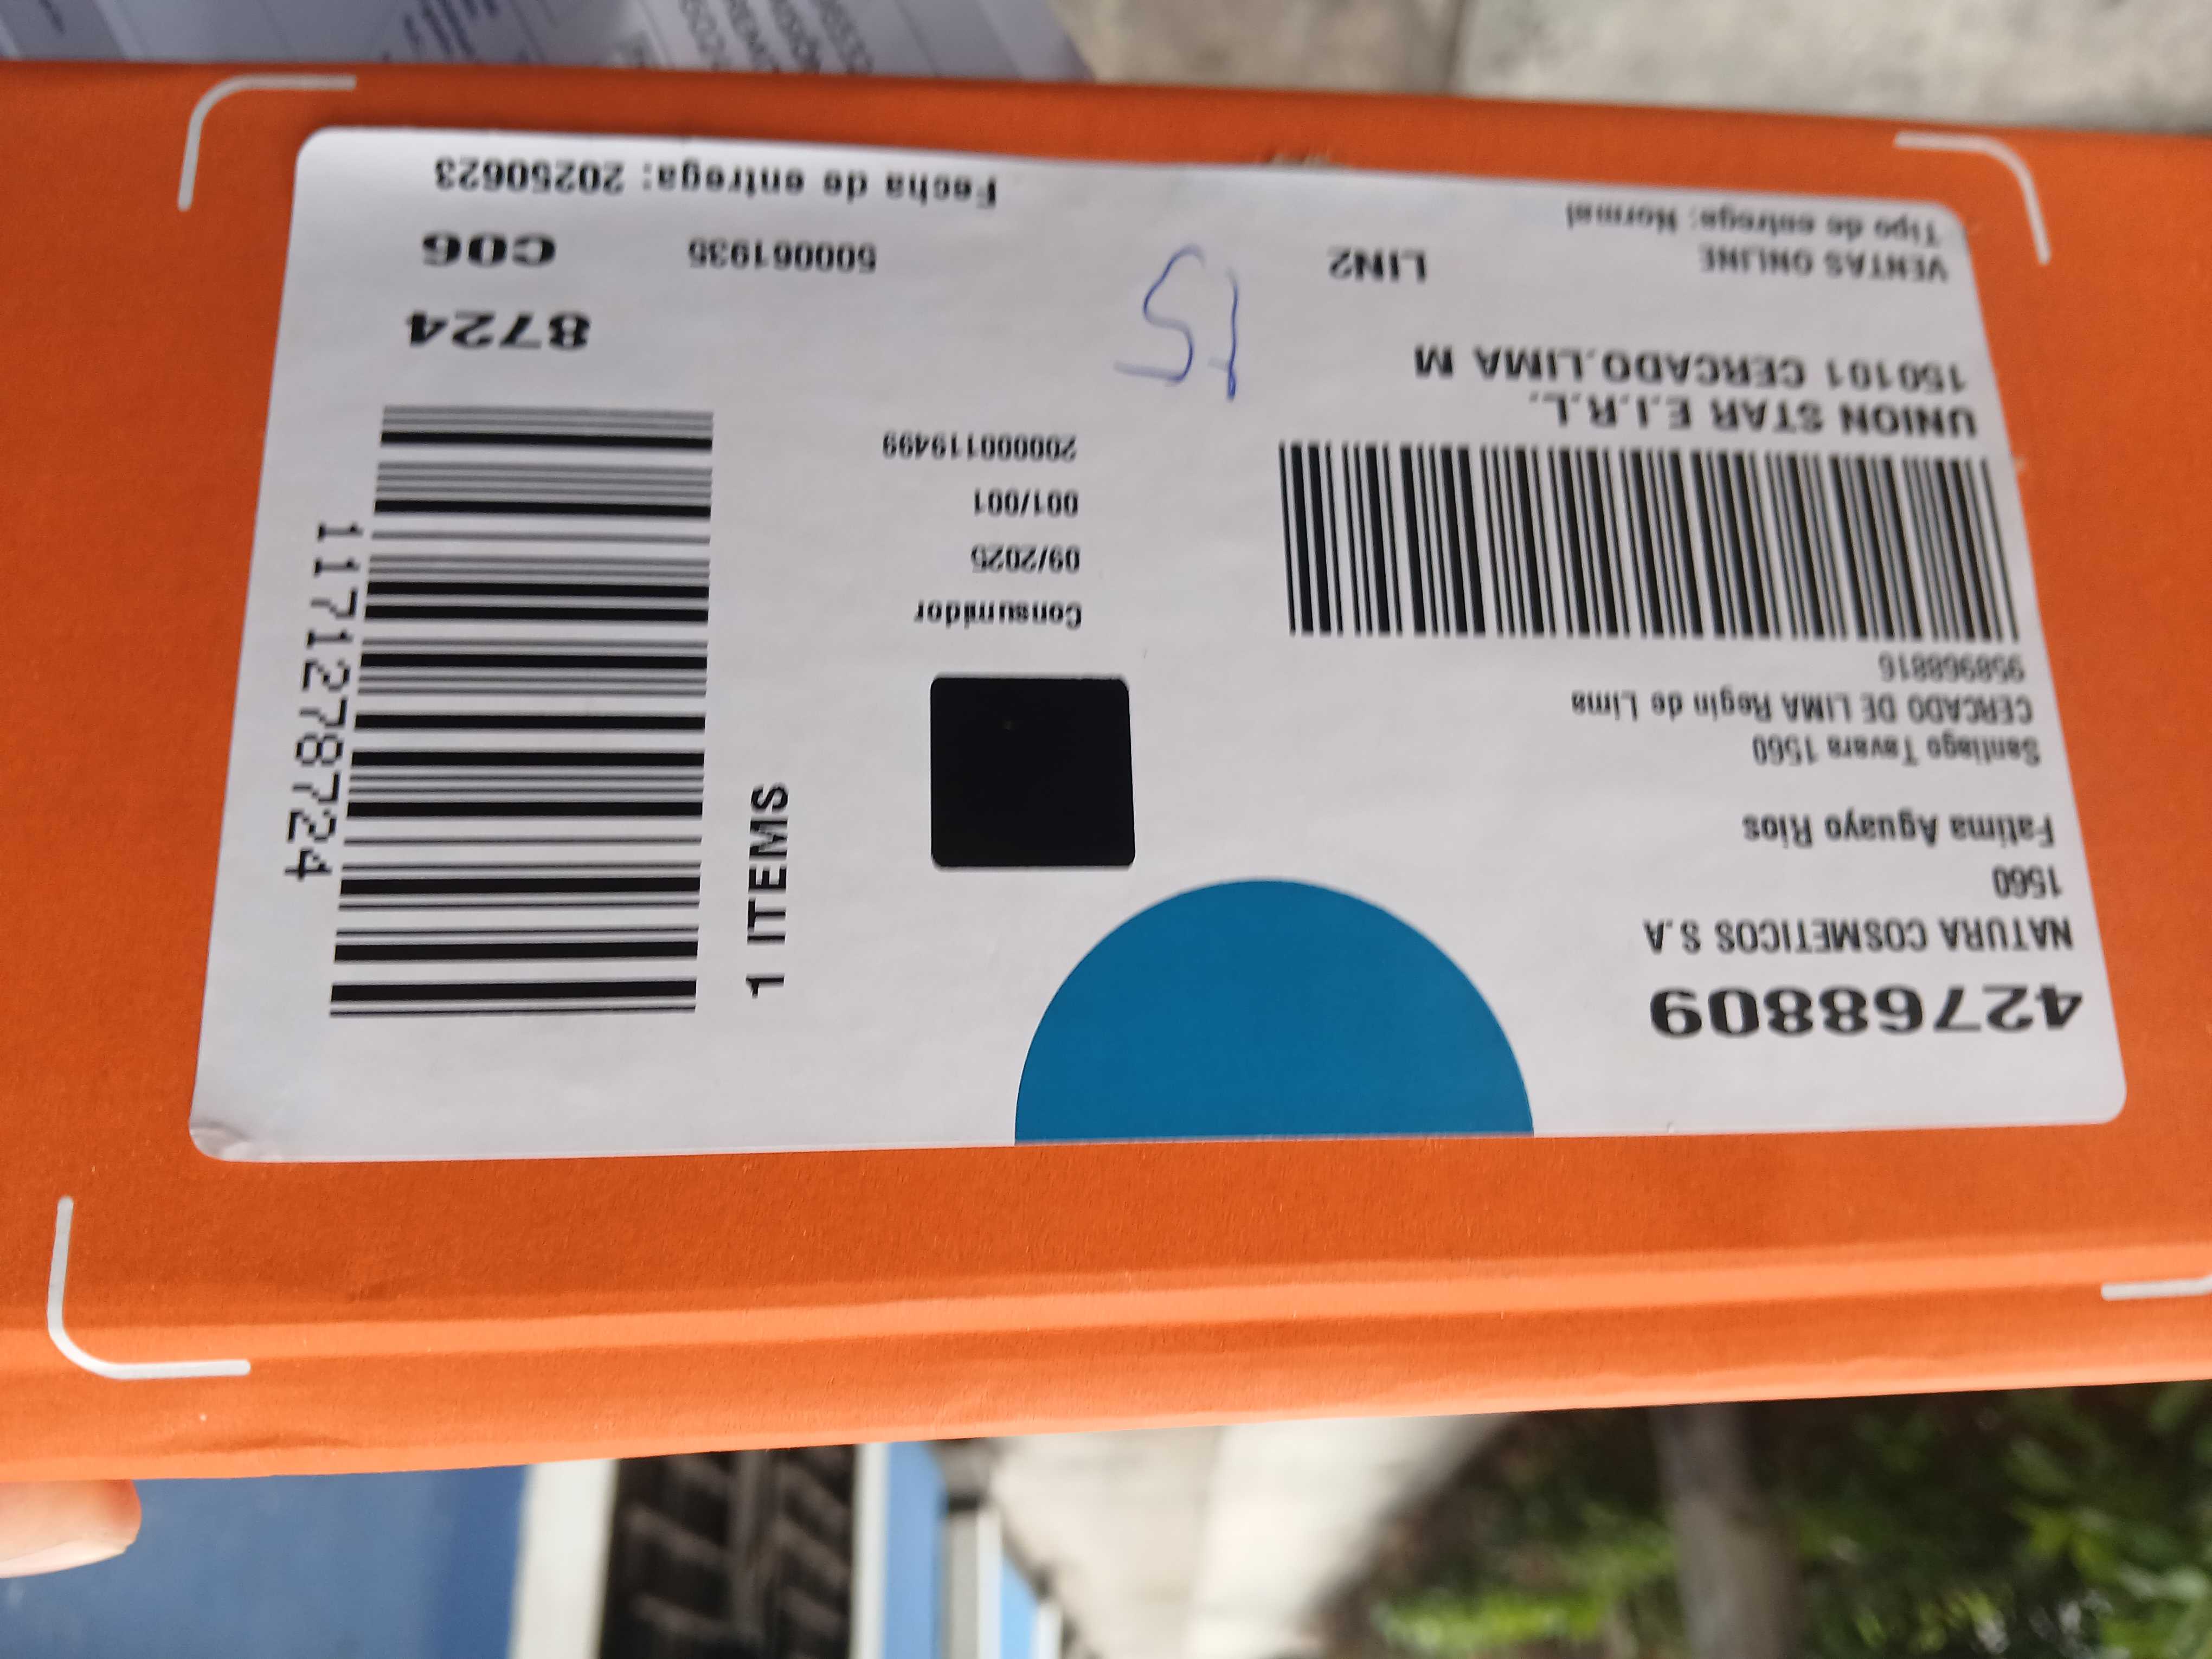 42768809
NATURA COSMETICOS S.A
1560
Fatima Aguayo Rios
Santiago Tavara 1560
CERCADO DE LIMA Regin de Lima
958968816
UNION STAR E.I.R.L.
150101 CERCADO.LIMA M
VENTAS ONLINE
LIN2
Tipo de entrega: Normal
Consumidor
09/2025
001/001
200000119499
15
1 ITEMS
1171278724
8724
500061935
C06
Fecha de entrega: 20250623